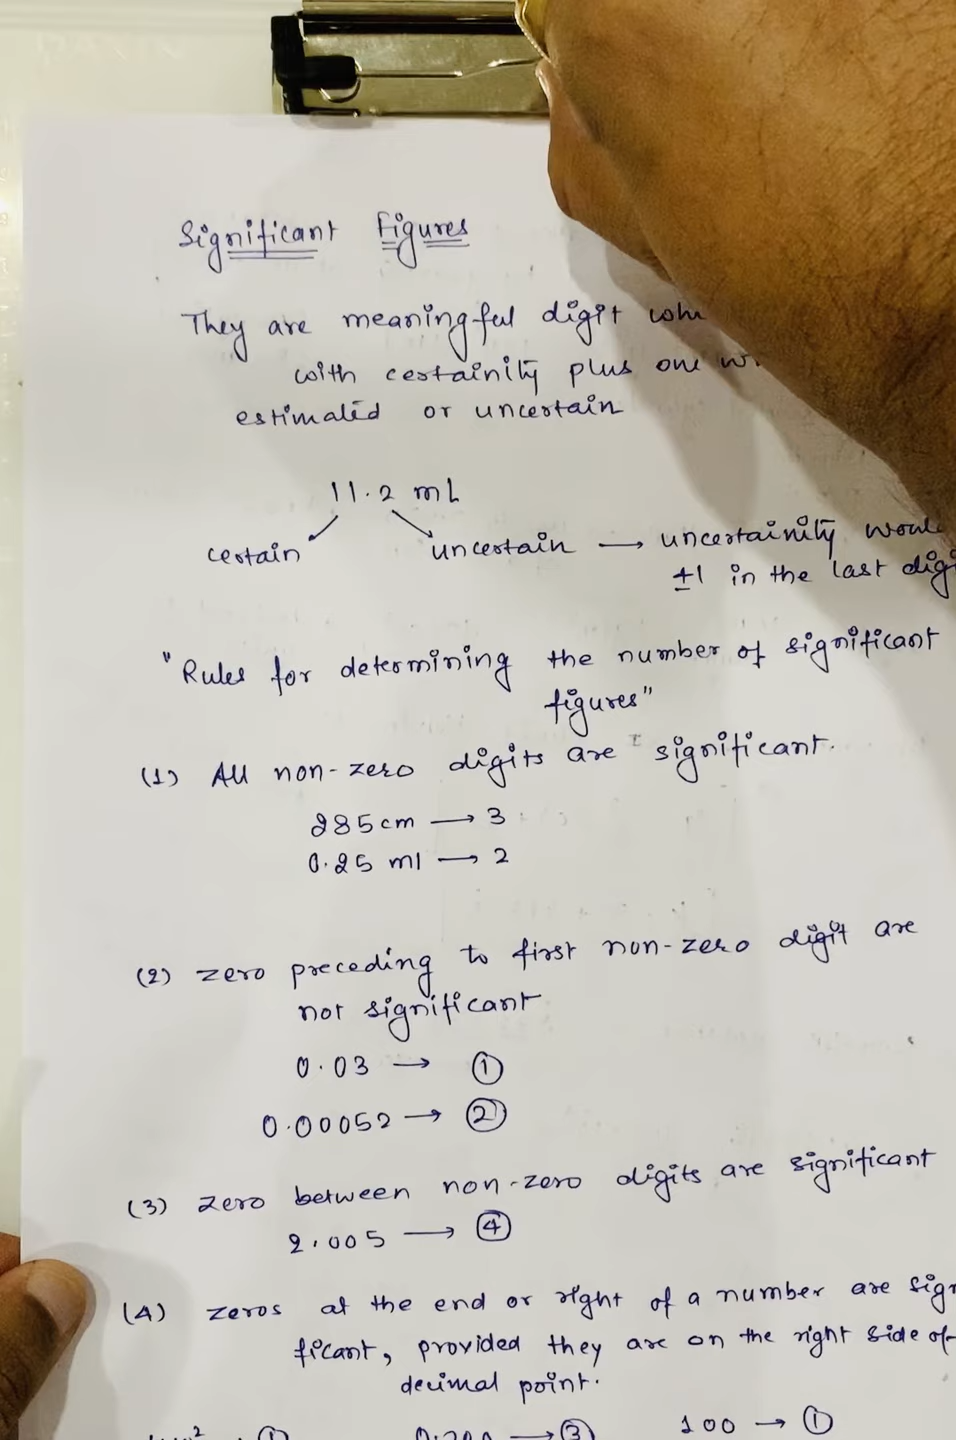 Significant Figures
They are meaningful digit
with certainity plus one
estimated or uncertain
11.2 mL
certain uncertain → uncertainity
±1 in the last
"Rules for determining the number of significant
figures"
(1) All non-zero digits are significant.
285cm → 3
0.25 ml → 2
(2) zero preceding to first non-zero digit are
not significant
0.03 → 1
0.00052 → 2
(3) zero between non-zero digits are significant
2.005 → 4
(4) zeros at the end or right of a number are
ficant, provided they are on the right side of
decimal point.
0.200 → 3 100 → 1